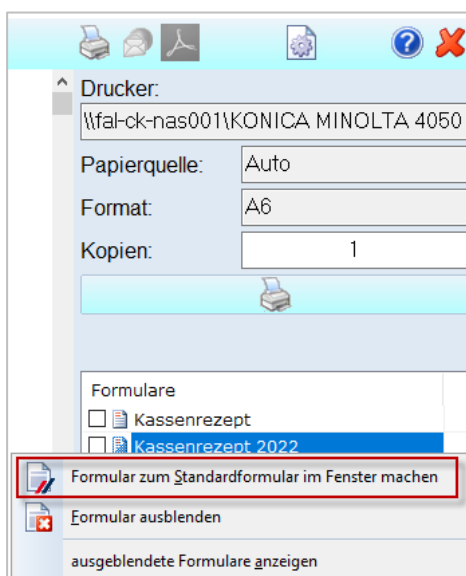 Drucker:
\\fal-ck-nas001\KONICA MINOLTA 4050
Papierquelle: Auto
Format: A6
Kopien: 1
Formulare
Kassenrezept
Kassenrezept 2022
Formular zum Standardformular im Fenster machen
Formular ausblenden
ausgeblendete Formulare anzeigen